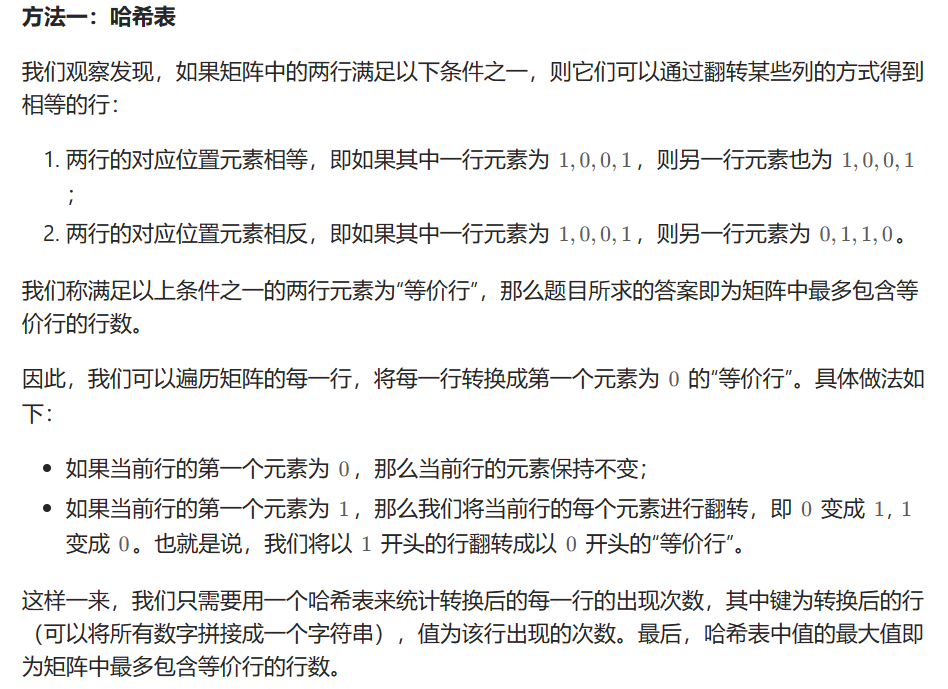 方法一：哈希表
我们观察发现，如果矩阵中的两行满足以下条件之一，则它们可以通过翻转某些列的方式得到
相等的行：
1. 两行的对应位置元素相等，即如果其中一行元素为 1,0,0,1，则另一行元素也为 1,0,0,1
；
2. 两行的对应位置元素相反，即如果其中一行元素为 1,0,0,1，则另一行元素为 0,1,1,0。
我们称满足以上条件之一的两行元素为“等价行”，那么题目所求的答案即为矩阵中最多包含等
价行的行数。
因此，我们可以遍历矩阵的每一行，将每一行转换成第一个元素为 0 的“等价行”。具体做法如
下：
• 如果当前行的第一个元素为 0，那么当前行的元素保持不变；
• 如果当前行的第一个元素为 1，那么我们将当前行的每个元素进行翻转，即 0 变成 1, 1
变成 0。也就是说，我们将以 1 开头的行翻转成以 0 开头的“等价行”。
这样一来，我们只需要用一个哈希表来统计转换后的每一行的出现次数，其中键为转换后的行
（可以将所有数字拼接成一个字符串），值为该行出现的次数。最后，哈希表中值的最大值即
为矩阵中最多包含等价行的行数。